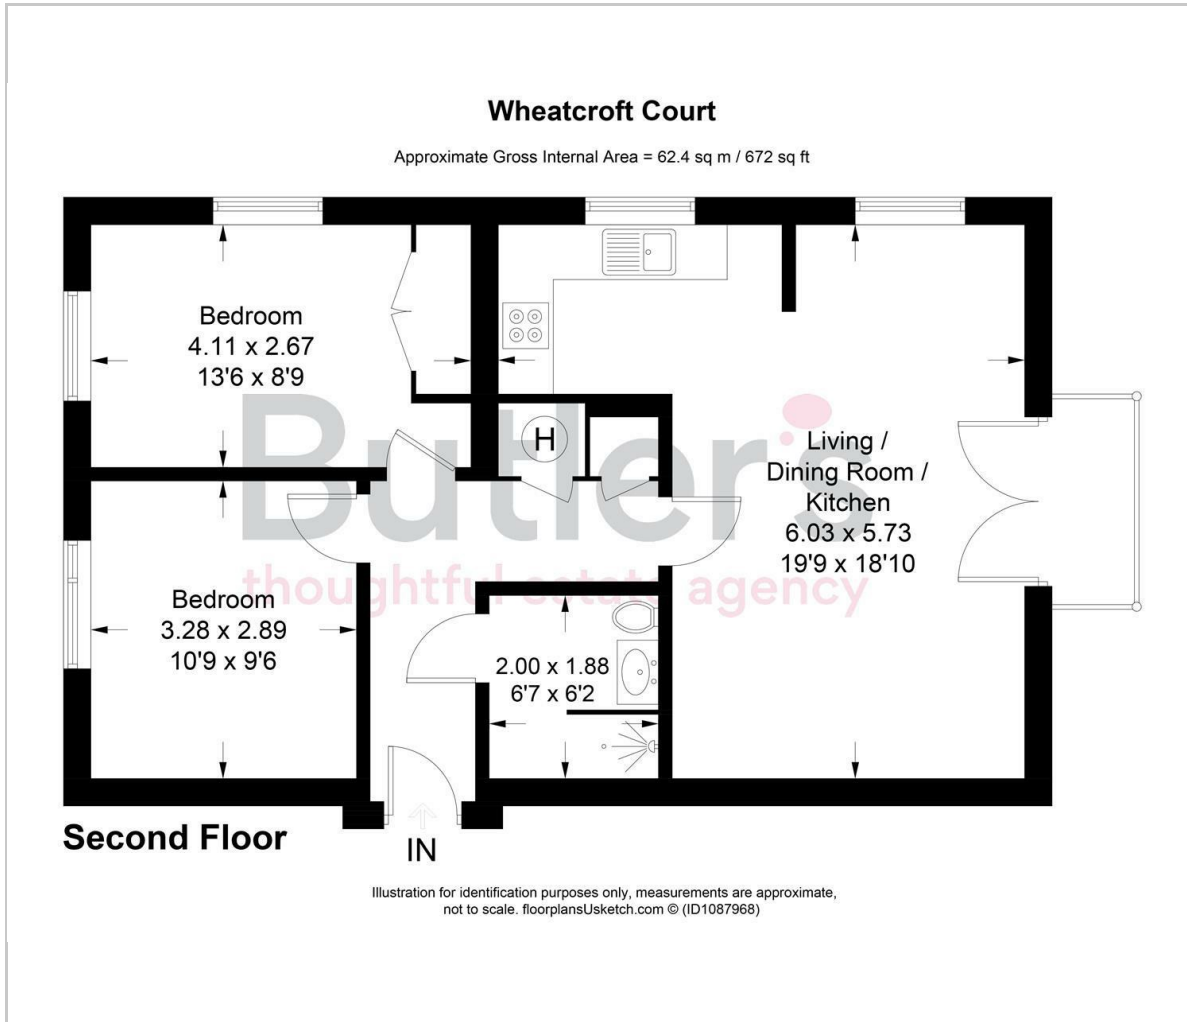 Wheatcroft Court
Approximate Gross Internal Area = 62.4 sq m / 672 sq ft
Bedroom
4.11 x 2.67
13'6 x 8'9
H
Living /
Dining Room /
Kitchen
6.03 x 5.73
19'9 x 18'10
Butler's
thoughtful estate agency
Bedroom
3.28 x 2.89
10'9 x 9'6
2.00 x 1.88
6'7 x 6'2
Second Floor
IN
Illustration for identification purposes only, measurements are approximate,
not to scale. floorplansUsketch.com © (ID1087968)